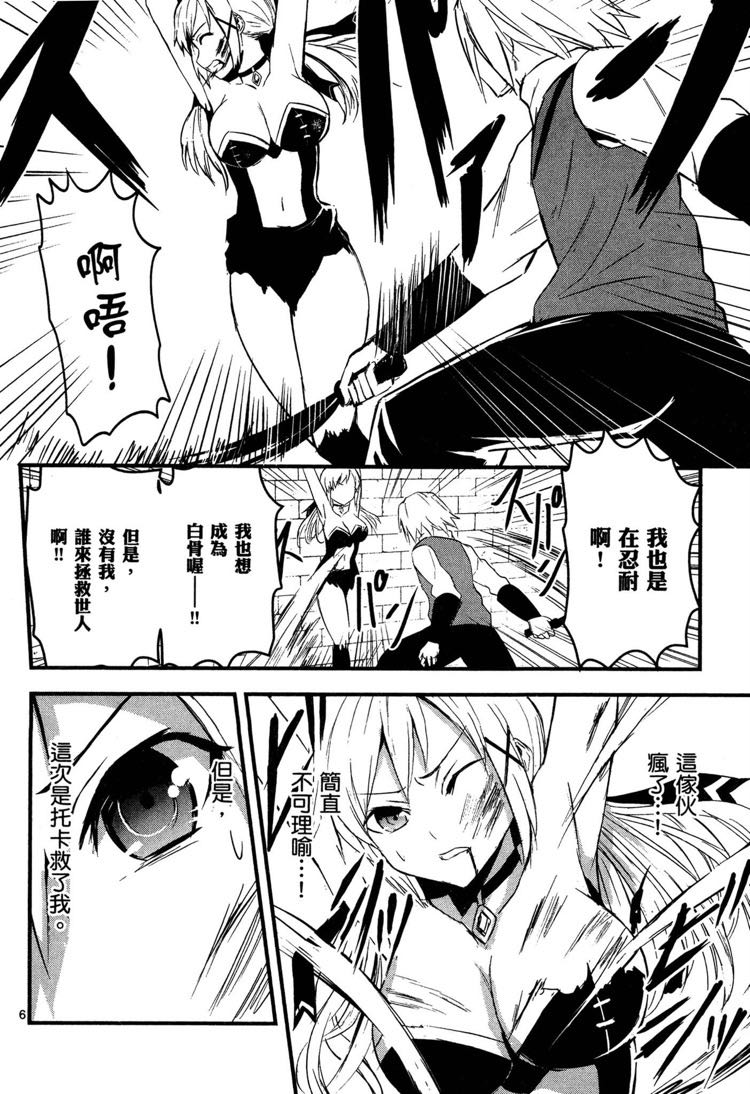 啊
唔！
我也是
在忍耐
啊！
我也想
成為
白骨喔——!!
但是，
沒有我，
誰來拯救世人
啊!!
這傢伙
瘋了…！
簡直
不可理喻…！
但是，
這次是托卡救了我。
6